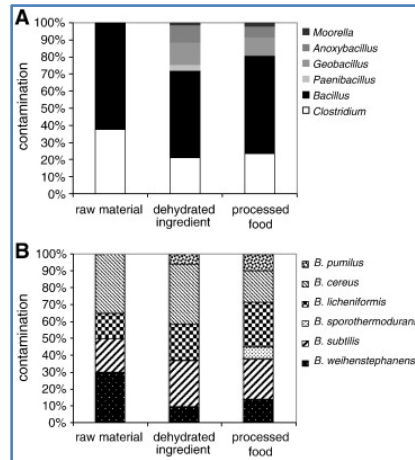 A
100%
90%
80%
70%
60%
50%
40%
30%
20%
10%
0%
contamination
raw material
dehydrated
ingredient
processed
food
Moorella
Anoxybacillus
Geobacillus
Paenibacillus
Bacillus
Clostridium
B
100%
90%
80%
70%
60%
50%
40%
30%
20%
10%
0%
contamination
raw material
dehydrated
ingredient
processed
food
B. pumilus
B. cereus
B. licheniformis
B. sporothermoduran
B. subtilis
B. weihenstephanens